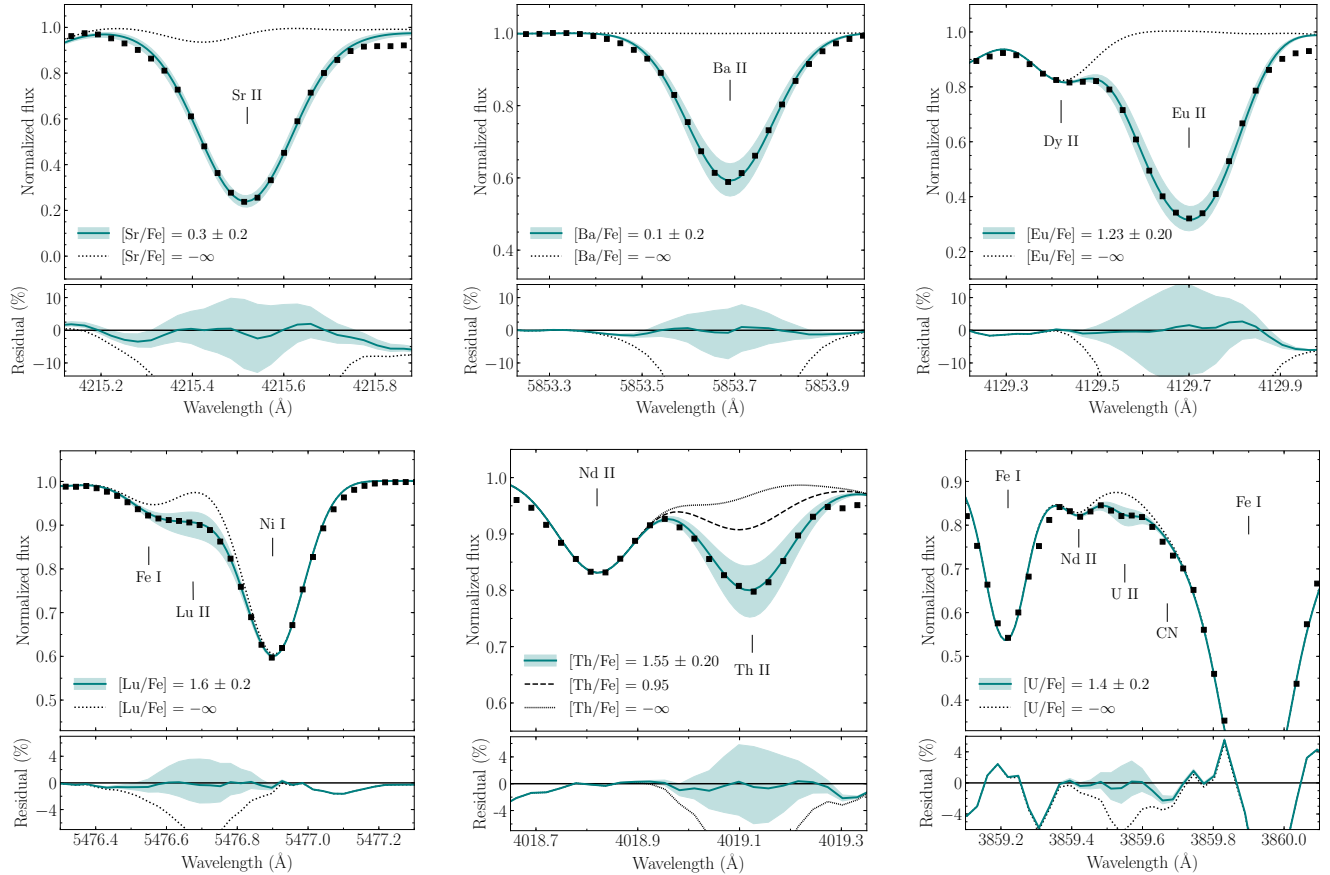 1.0
0.8
0.6
0.4
0.2
0.0
Normalized flux
Sr II
[Sr/Fe] = 0.3 ± 0.2
[Sr/Fe] = −∞
10
0
−10
Residual (%)
4215.2
4215.4
4215.6
4215.8
Wavelength (Å)
1.0
0.8
0.6
0.4
Normalized flux
Ba II
[Ba/Fe] = 0.1 ± 0.2
[Ba/Fe] = −∞
10
0
−10
Residual (%)
5853.3
5853.5
5853.7
5853.9
Wavelength (Å)
1.0
0.8
0.6
0.4
0.2
Normalized flux
Dy II
Eu II
[Eu/Fe] = 1.23 ± 0.20
[Eu/Fe] = −∞
10
0
−10
Residual (%)
4129.3
4129.5
4129.7
4129.9
Wavelength (Å)
1.0
0.9
0.8
0.7
0.6
0.5
Normalized flux
Fe I
Lu II
Ni I
[Lu/Fe] = 1.6 ± 0.2
[Lu/Fe] = −∞
4
0
−4
Residual (%)
5476.4
5476.6
5476.8
5477.0
5477.2
Wavelength (Å)
1.0
0.9
0.8
0.7
0.6
Normalized flux
Nd II
Th II
[Th/Fe] = 1.55 ± 0.20
[Th/Fe] = 0.95
[Th/Fe] = −∞
4
0
−4
Residual (%)
4018.7
4018.9
4019.1
4019.3
Wavelength (Å)
0.9
0.8
0.7
0.6
0.5
0.4
Normalized flux
Fe I
Nd II
U II
CN
Fe I
[U/Fe] = 1.4 ± 0.2
[U/Fe] = −∞
4
0
−4
Residual (%)
3859.2
3859.4
3859.6
3859.8
3860.0
Wavelength (Å)